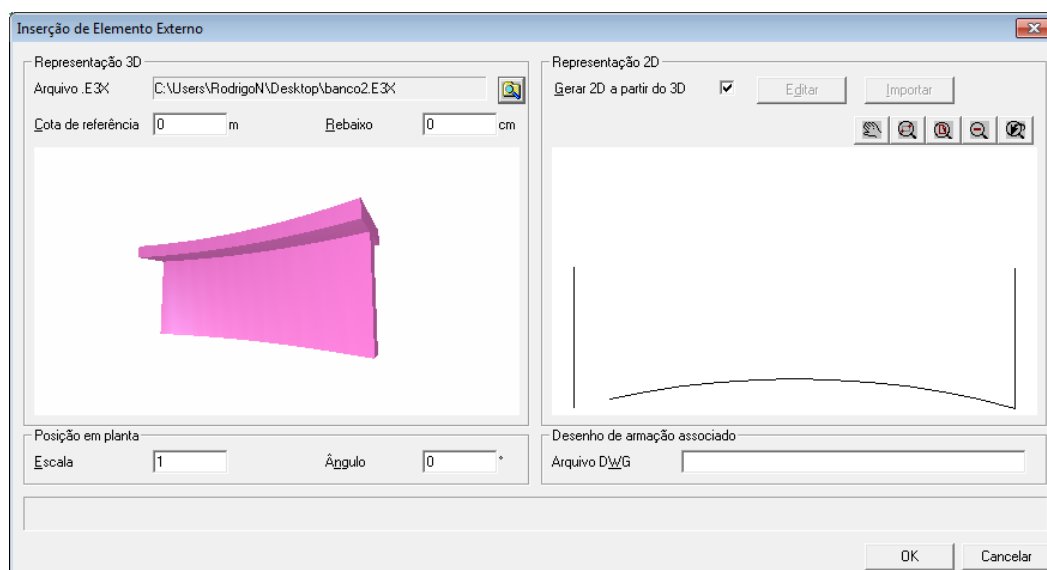 Inserção de Elemento Externo
Representação 3D
Arquivo .E3X C:\Users\RodrigoN\Desktop\banco2.E3X
Cota de referência 0 m Rebaixo 0 cm
Representação 2D
Gerar 2D a partir do 3D Editar Importar
Posição em planta
Escala 1 Ângulo 0 °
Desenho de armação associado
Arquivo DWG
OK Cancelar